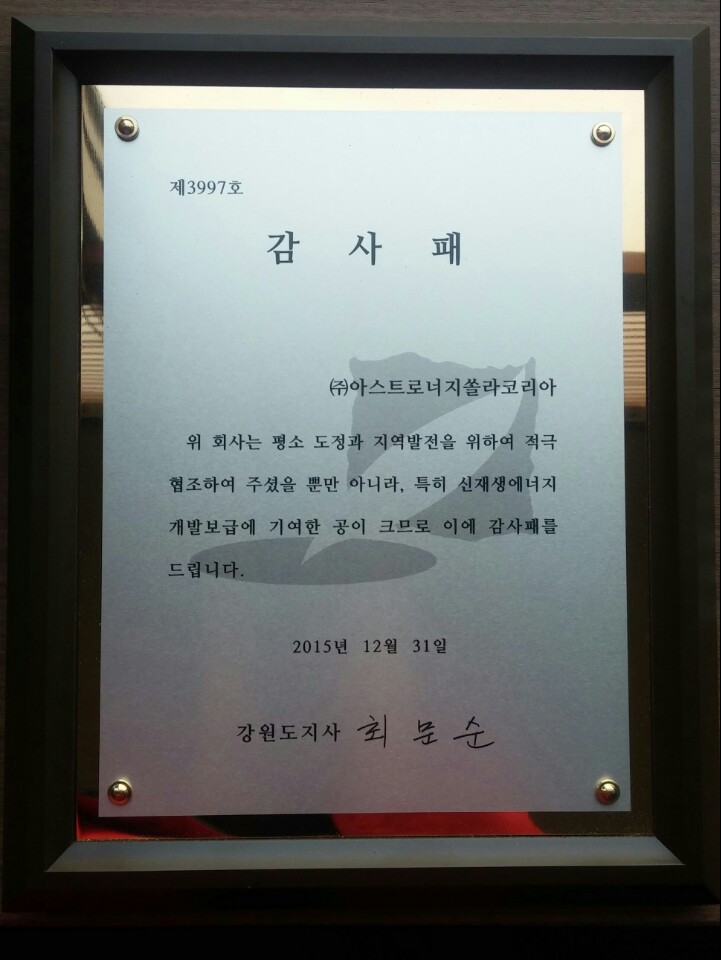 제3997호
감 사 패
㈜아스트로너지쏠라코리아
위 회사는 평소 도정과 지역발전을 위하여 적극
협조하여 주셨을 뿐만 아니라, 특히 신재생에너지
개발보급에 기여한 공이 크므로 이에 감사패를
드립니다.
2015년 12월 31일
강원도지사 최문순